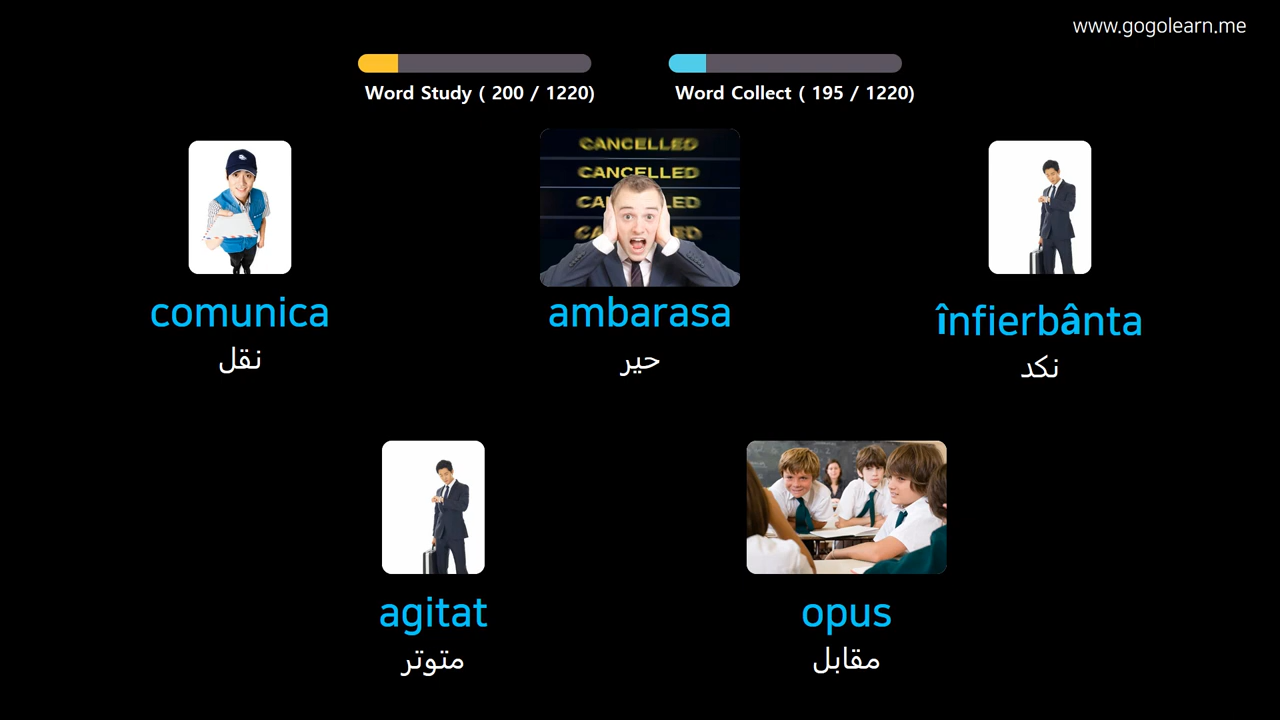 www.gogolearn.me
Word Study ( 200 / 1220)
Word Collect ( 195 / 1220)
CANCELLED
CANCELLED
comunica
نقل
ambarasa
حير
înfierbânta
نكد
agitat
متوتر
opus
مقابل